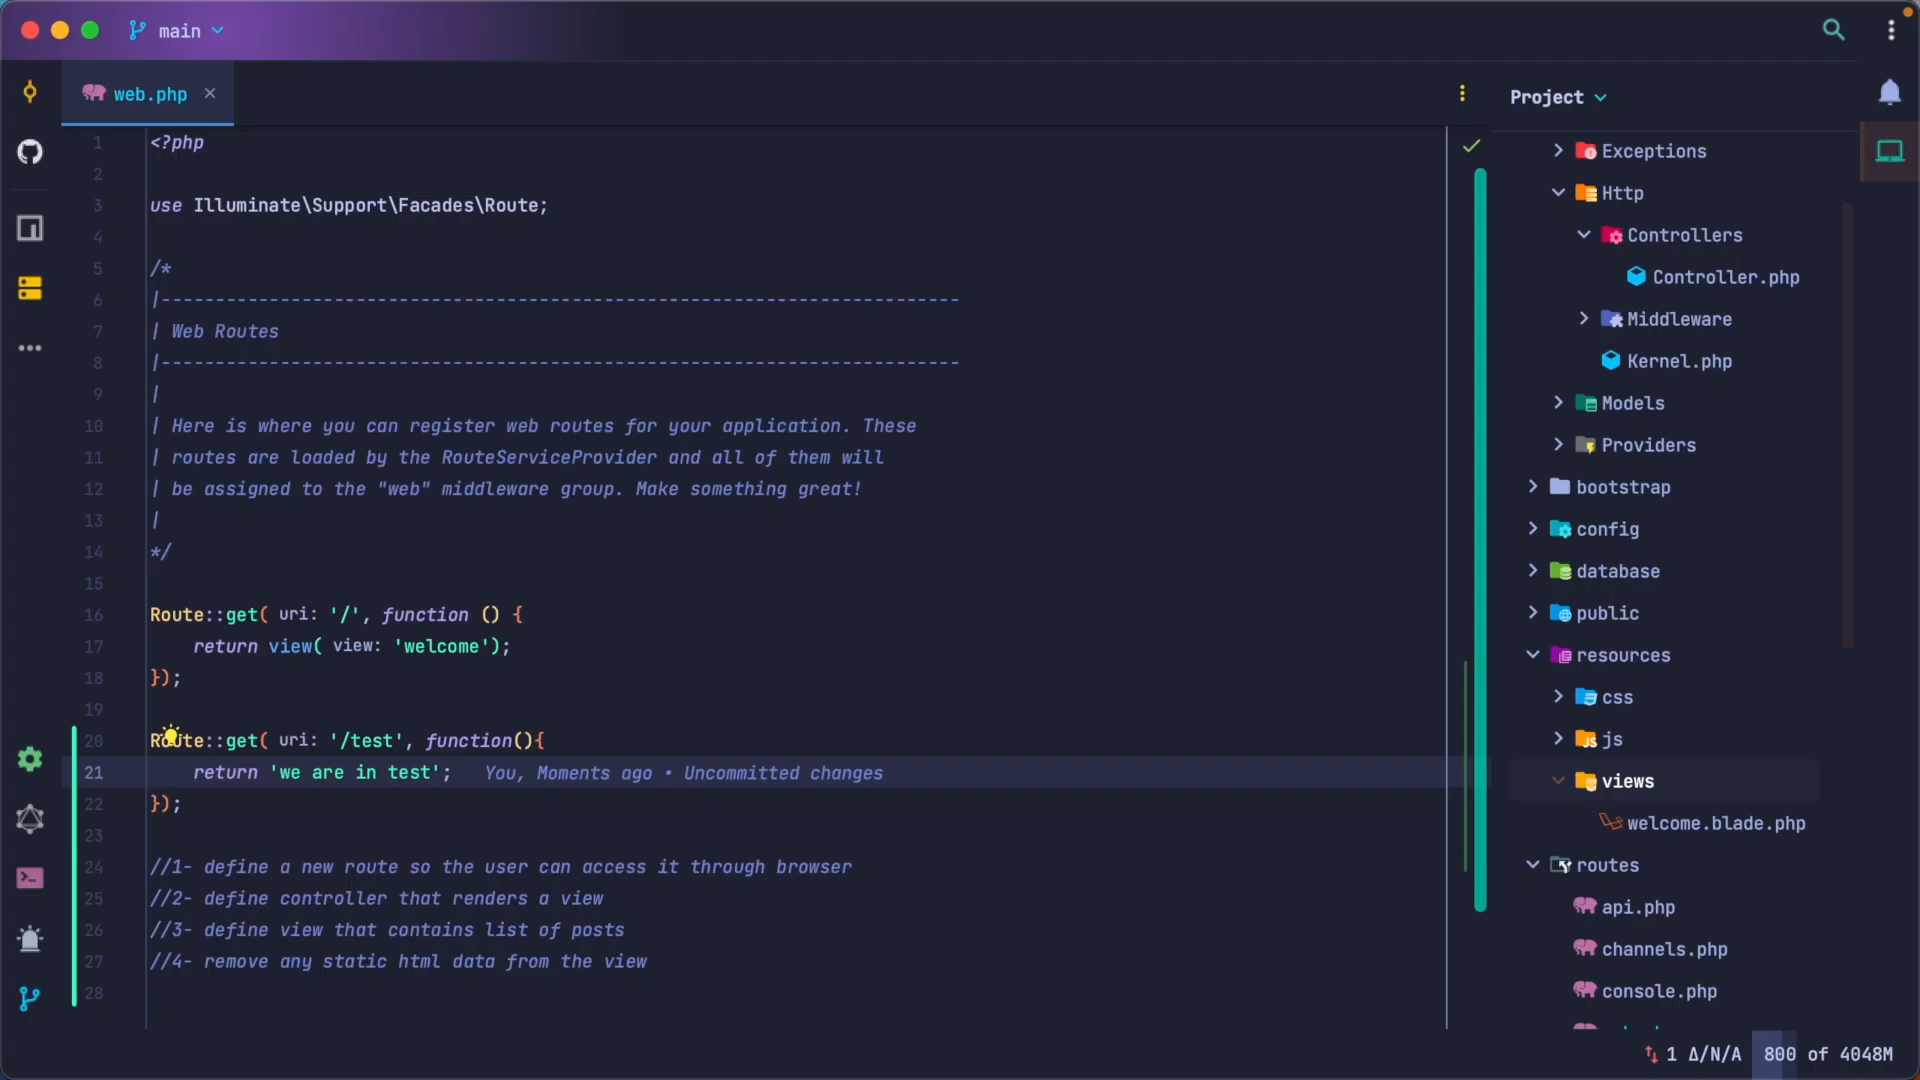 main
web.php
1 <?php
2
3 use Illuminate\Support\Facades\Route;
4
5 /*
6 |--------------------------------------------------------------------------
7 | Web Routes
8 |--------------------------------------------------------------------------
9 |
10 | Here is where you can register web routes for your application. These
11 | routes are loaded by the RouteServiceProvider and all of them will
12 | be assigned to the "web" middleware group. Make something great!
13 |
14 */
15
16 Route::get( uri: '/', function () {
17 return view( view: 'welcome');
18 });
19
20 Route::get( uri: '/test', function(){
21 return 'we are in test'; You, Moments ago • Uncommitted changes
22 });
23
24 //1- define a new route so the user can access it through browser
25 //2- define controller that renders a view
26 //3- define view that contains list of posts
27 //4- remove any static html data from the view
28
Project
Exceptions
Http
Controllers
Controller.php
Middleware
Kernel.php
Models
Providers
bootstrap
config
database
public
resources
css
js
views
welcome.blade.php
routes
api.php
channels.php
console.php
1 Δ/N/A 800 of 4048M